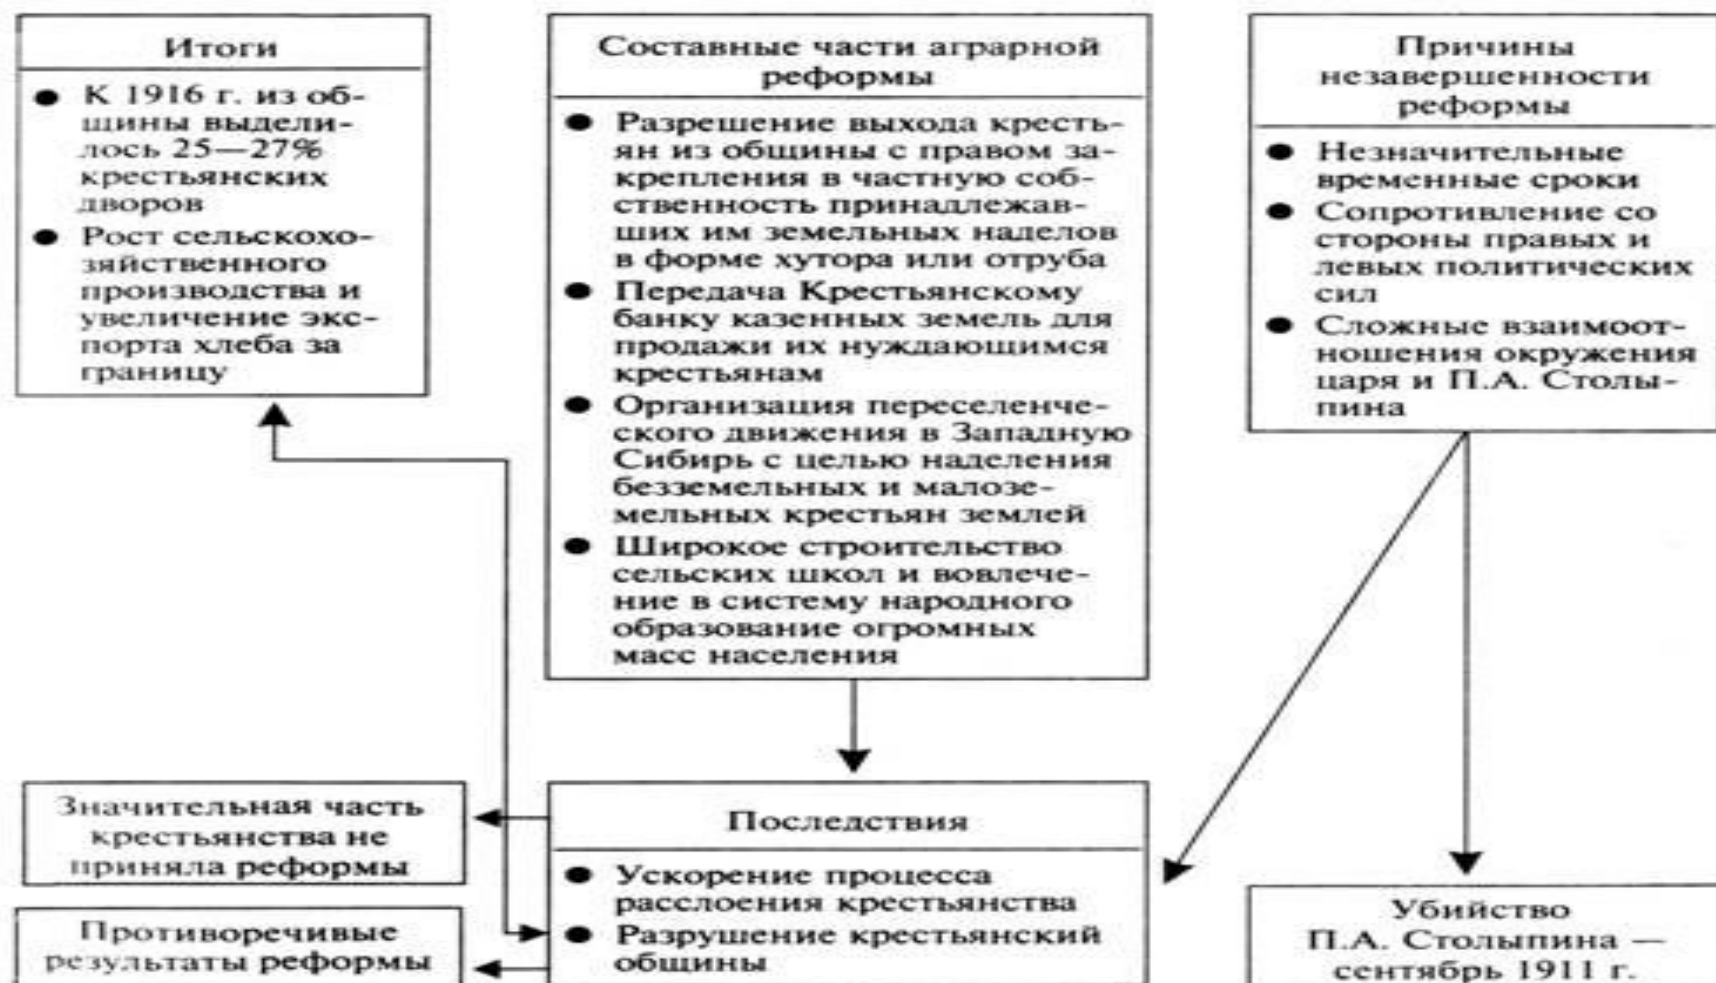 Итоги
● К 1916 г. из об-
щины выдели-
лось 25—27%
крестьянских
дворов
● Рост сельскохо-
зяйственного
производства и
увеличение экс-
порта хлеба за
границу
Составные части аграрной
реформы
● Разрешение выхода кресть-
ян из общины с правом за-
крепления в частную соб-
ственность принадлежав-
ших им земельных наделов
в форме хутора или отруба
● Передача Крестьянскому
банку казенных земель для
продажи их нуждающимся
крестьянам
● Организация переселенче-
ского движения в Западную
Сибирь с целью наделения
безземельных и малозе-
мельных крестьян землей
● Широкое строительство
сельских школ и вовлече-
ние в систему народного
образование огромных
масс населения
Причины
незавершенности
реформы
● Незначительные
временные сроки
● Сопротивление со
стороны правых и
левых политических
сил
● Сложные взаимоот-
ношения окружения
царя и П.А. Столы-
пина
Значительная часть
крестьянства не
приняла реформы
Противоречивые
результаты реформы
Последствия
● Ускорение процесса
расслоения крестьянства
● Разрушение крестьянский
общины
Убийство
П.А. Столыпина —
сентябрь 1911 г.